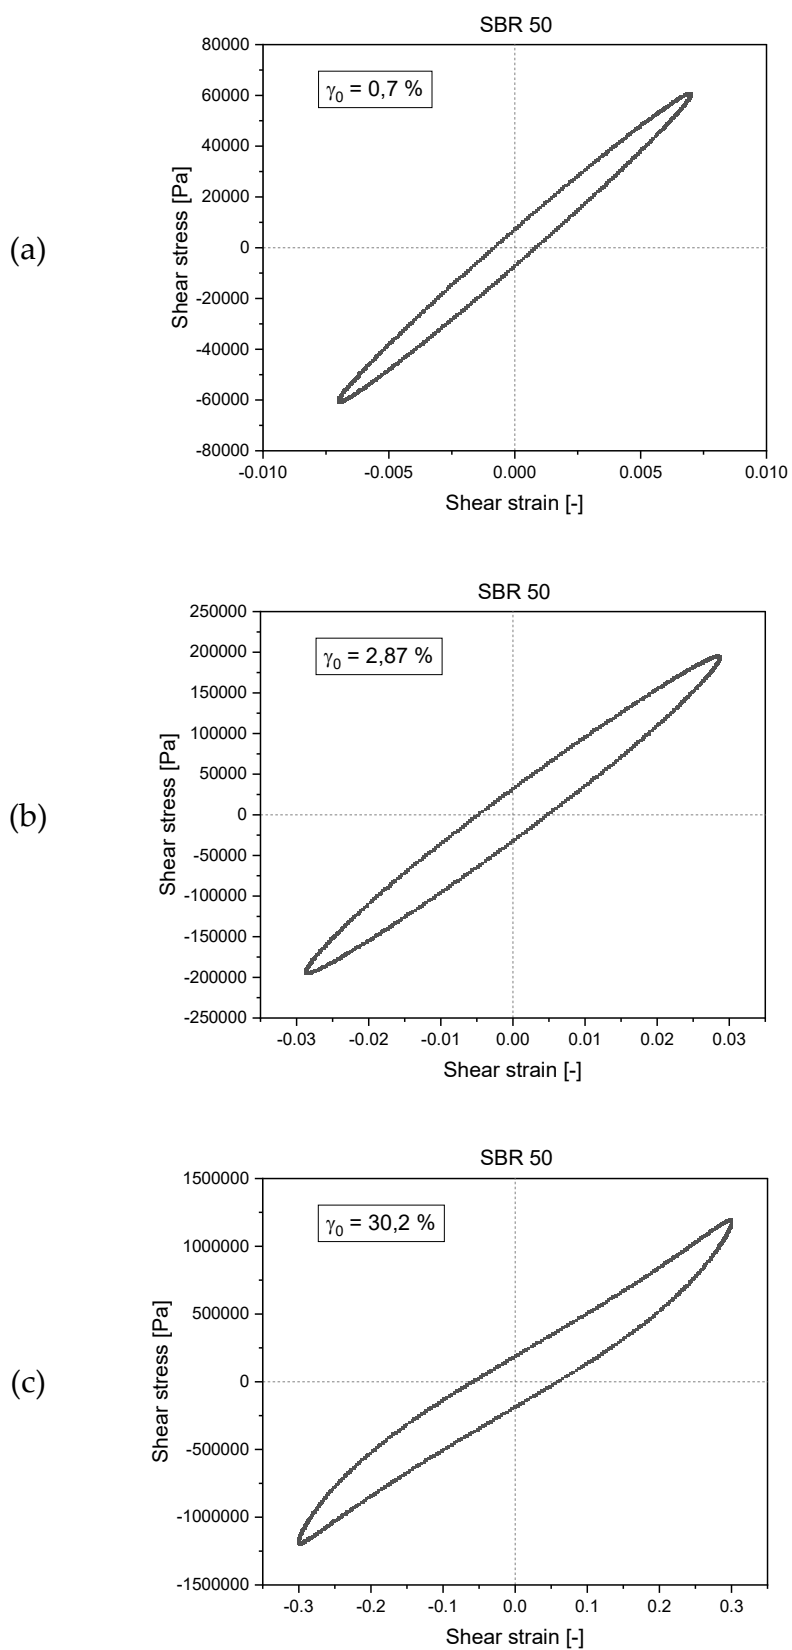 SBR 50
80000
γ0 = 0,7 %
60000
40000
20000
0
-20000
-40000
-60000
-80000
Shear stress [Pa]
(a)
-0.010 -0.005 0.000 0.005 0.010
Shear strain [-]
SBR 50
250000
γ0 = 2,87 %
200000
150000
100000
50000
0
-50000
-100000
-150000
-200000
-250000
Shear stress [Pa]
(b)
-0.03 -0.02 -0.01 0.00 0.01 0.02 0.03
Shear strain [-]
SBR 50
1500000
γ0 = 30,2 %
1000000
500000
0
-500000
-1000000
-1500000
Shear stress [Pa]
(c)
-0.3 -0.2 -0.1 0.0 0.1 0.2 0.3
Shear strain [-]